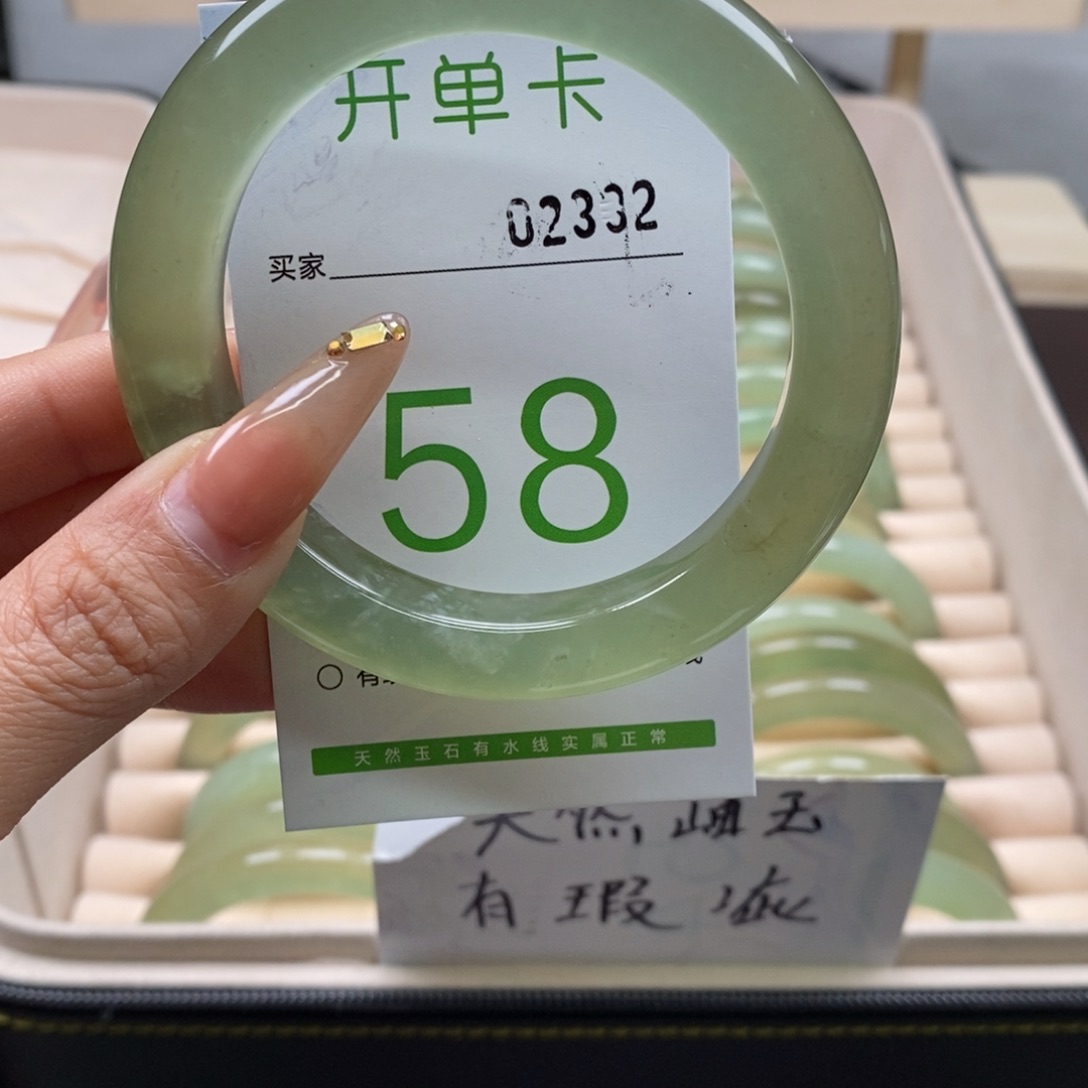 开单卡
02332
买家
58
有
天然玉石有水线实属正常
天然,岫玉
有瑕疵